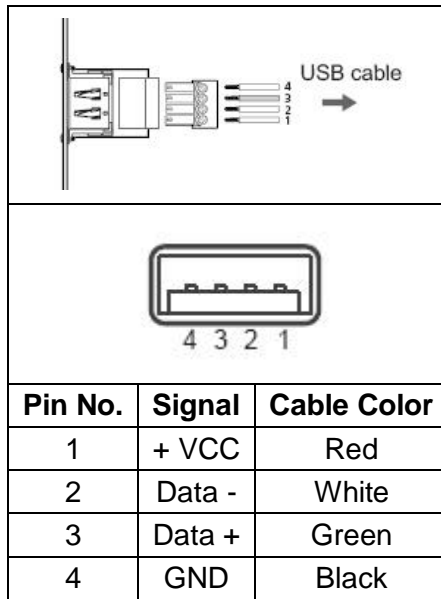 4
3
2
1
USB cable
4 3 2 1
Pin No. Signal Cable Color
1 + VCC Red
2 Data - White
3 Data + Green
4 GND Black